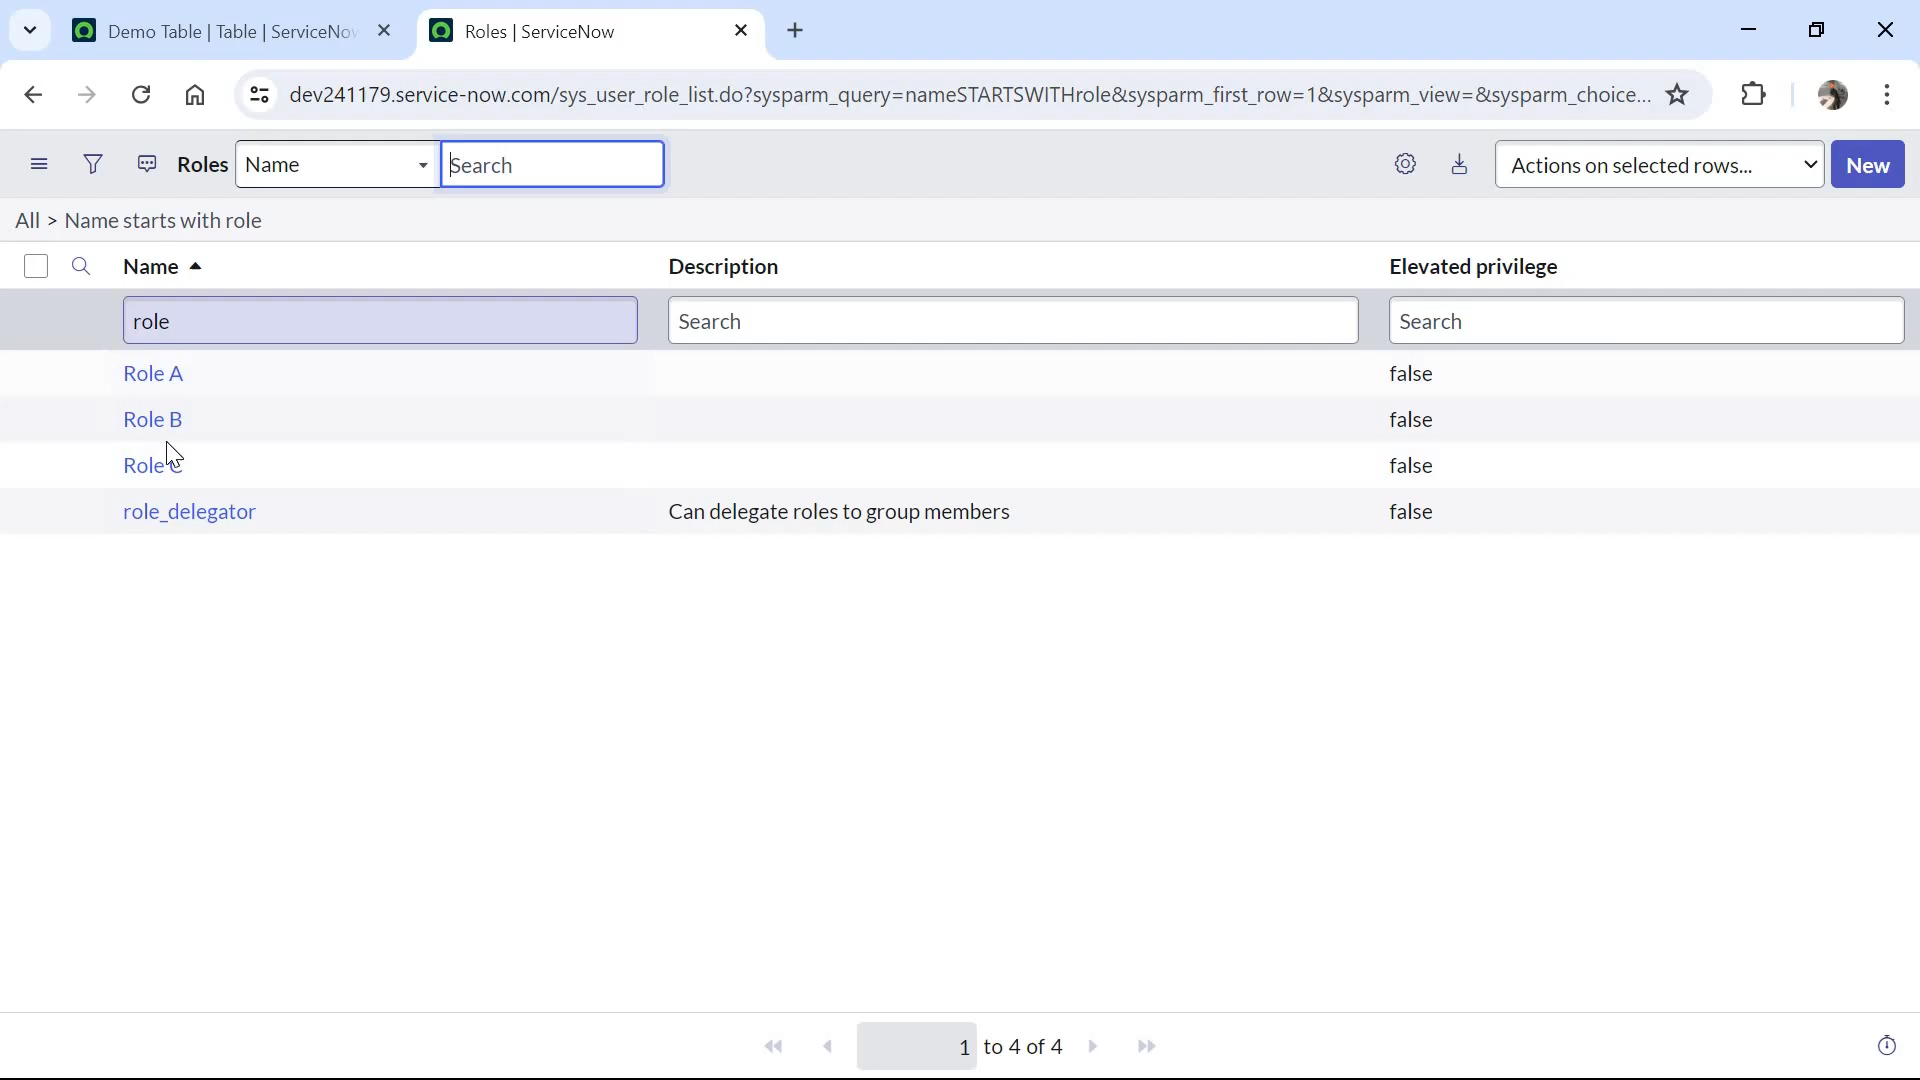 Demo Table | Table | ServiceNow
Roles | ServiceNow
dev241179.service-now.com/sys_user_role_list.do?sysparm_query=nameSTARTSWITHrole&sysparm_first_row=1&sysparm_view=&sysparm_choice...
Roles Name Search Actions on selected rows... New
All > Name starts with role
Name Description Elevated privilege
role Search Search
Role A false
Role B false
Role C false
role_delegator Can delegate roles to group members false
1 to 4 of 4